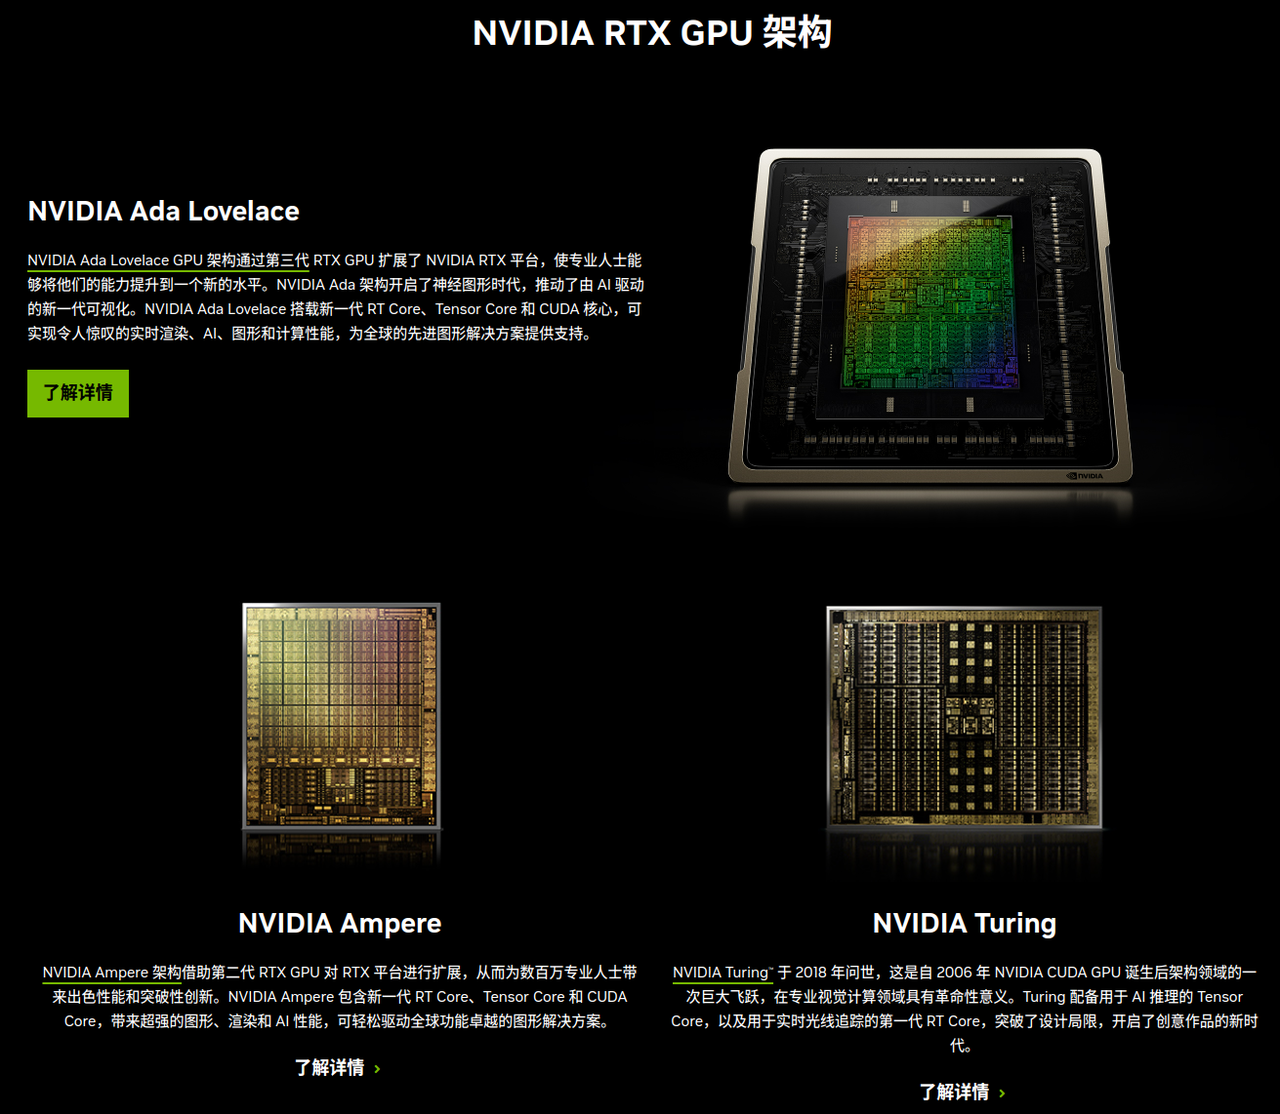 NVIDIA RTX GPU 架构
NVIDIA Ada Lovelace
NVIDIA Ada Lovelace GPU 架构通过第三代 RTX GPU 扩展了 NVIDIA RTX 平台，使专业人士能
够将他们的能力提升到一个新的水平。NVIDIA Ada 架构开启了神经图形时代，推动了由 AI 驱动
的新一代可视化。NVIDIA Ada Lovelace 搭载新一代 RT Core、Tensor Core 和 CUDA 核心，可
实现令人惊叹的实时渲染、AI、图形和计算性能，为全球的先进图形解决方案提供支持。
了解详情
NVIDIA
NVIDIA Ampere
NVIDIA Ampere 架构借助第二代 RTX GPU 对 RTX 平台进行扩展，从而为数百万专业人士带
来出色性能和突破性创新。NVIDIA Ampere 包含新一代 RT Core、Tensor Core 和 CUDA
Core，带来超强的图形、渲染和 AI 性能，可轻松驱动全球功能卓越的图形解决方案。
了解详情 ›
NVIDIA Turing
NVIDIA Turing™ 于 2018 年问世，这是自 2006 年 NVIDIA CUDA GPU 诞生后架构领域的一
次巨大飞跃，在专业视觉计算领域具有革命性意义。Turing 配备用于 AI 推理的 Tensor
Core，以及用于实时光线追踪的第一代 RT Core，突破了设计局限，开启了创意作品的新时
代。
了解详情 ›